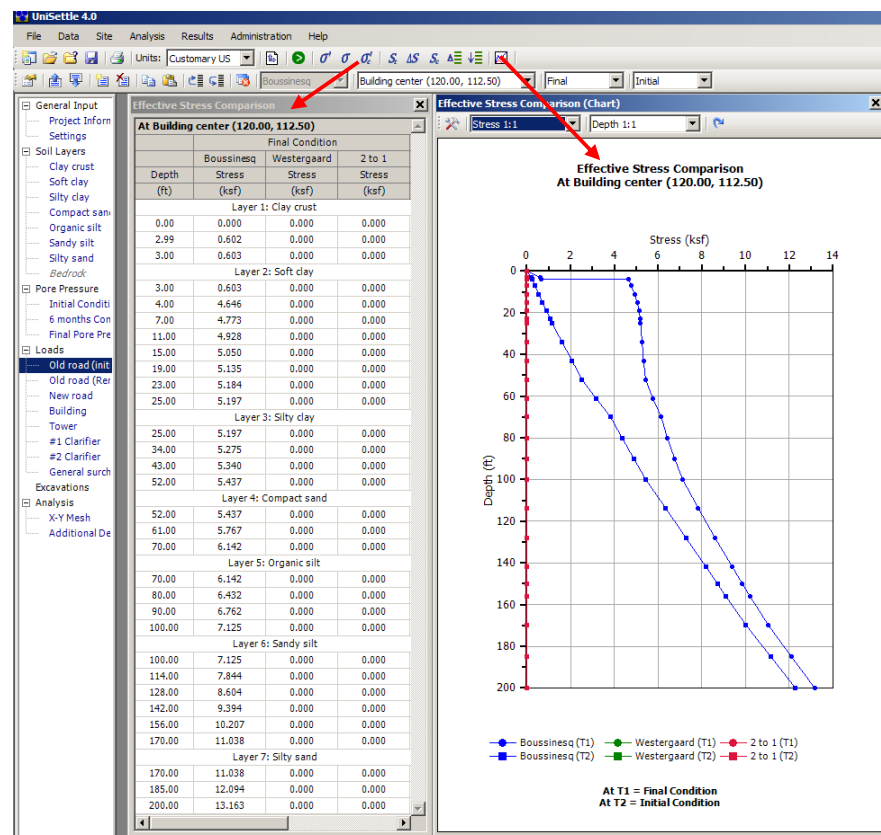 UniSettle 4.0
File Data Site Analysis Results Administration Help
Units: Customary US σ' σ σ'c St ΔS Sc
Boussinesq Building center (120.00, 112.50) Final Initial
General Input
Project Inform
Settings
Soil Layers
Clay crust
Soft clay
Silty clay
Compact san
Organic silt
Sandy silt
Silty sand
Bedrock
Pore Pressure
Initial Conditi
6 months Con
Final Pore Pre
Loads
Old road (init
Old road (Rer
New road
Building
Tower
#1 Clarifier
#2 Clarifier
General surch
Excavations
Analysis
X-Y Mesh
Additional De
Effective Stress Comparison
At Building center (120.00, 112.50)
Final Condition
Boussinesq Westergaard 2 to 1
Depth Stress Stress Stress
(ft) (ksf) (ksf) (ksf)
Layer 1: Clay crust
0.00 0.000 0.000 0.000
2.99 0.602 0.000 0.000
3.00 0.603 0.000 0.000
Layer 2: Soft clay
3.00 0.603 0.000 0.000
4.00 4.646 0.000 0.000
7.00 4.773 0.000 0.000
11.00 4.928 0.000 0.000
15.00 5.050 0.000 0.000
19.00 5.135 0.000 0.000
23.00 5.184 0.000 0.000
25.00 5.197 0.000 0.000
Layer 3: Silty clay
25.00 5.197 0.000 0.000
34.00 5.275 0.000 0.000
43.00 5.340 0.000 0.000
52.00 5.437 0.000 0.000
Layer 4: Compact sand
52.00 5.437 0.000 0.000
61.00 5.767 0.000 0.000
70.00 6.142 0.000 0.000
Layer 5: Organic silt
70.00 6.142 0.000 0.000
80.00 6.432 0.000 0.000
90.00 6.762 0.000 0.000
100.00 7.125 0.000 0.000
Layer 6: Sandy silt
100.00 7.125 0.000 0.000
114.00 7.844 0.000 0.000
128.00 8.604 0.000 0.000
142.00 9.394 0.000 0.000
156.00 10.207 0.000 0.000
170.00 11.038 0.000 0.000
Layer 7: Silty sand
170.00 11.038 0.000 0.000
185.00 12.094 0.000 0.000
200.00 13.163 0.000 0.000
Effective Stress Comparison (Chart)
Stress 1:1 Depth 1:1
Effective Stress Comparison
At Building center (120.00, 112.50)
Stress (ksf)
0 2 4 6 8 10 12 14
0
20
40
60
80
100
120
140
160
180
200
Depth (ft)
Boussinesq (T1) Westergaard (T1) 2 to 1 (T1)
Boussinesq (T2) Westergaard (T2) 2 to 1 (T2)
At T1 = Final Condition
At T2 = Initial Condition